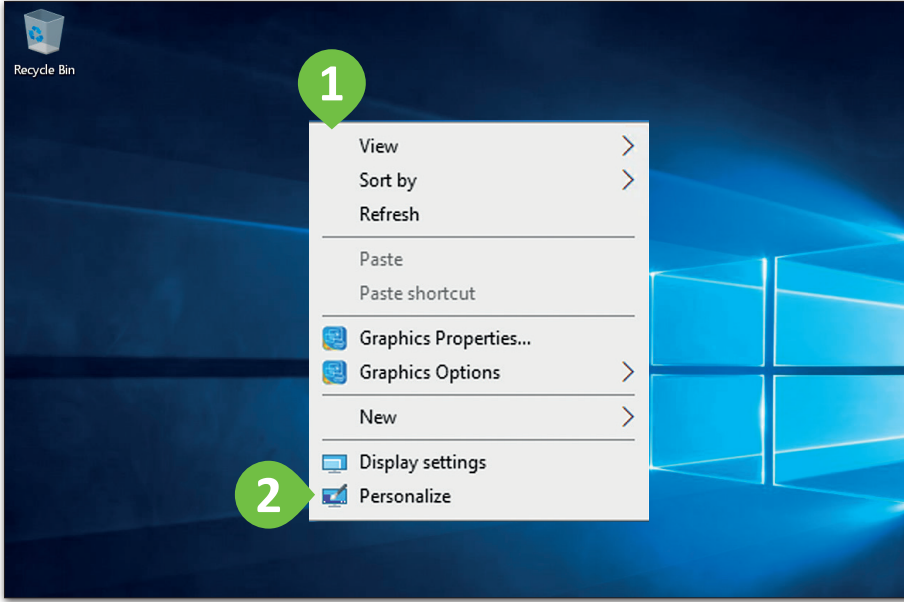 Recycle Bin
1
View
Sort by
Refresh
Paste
Paste shortcut
Graphics Properties...
Graphics Options
New
Display settings
2 Personalize